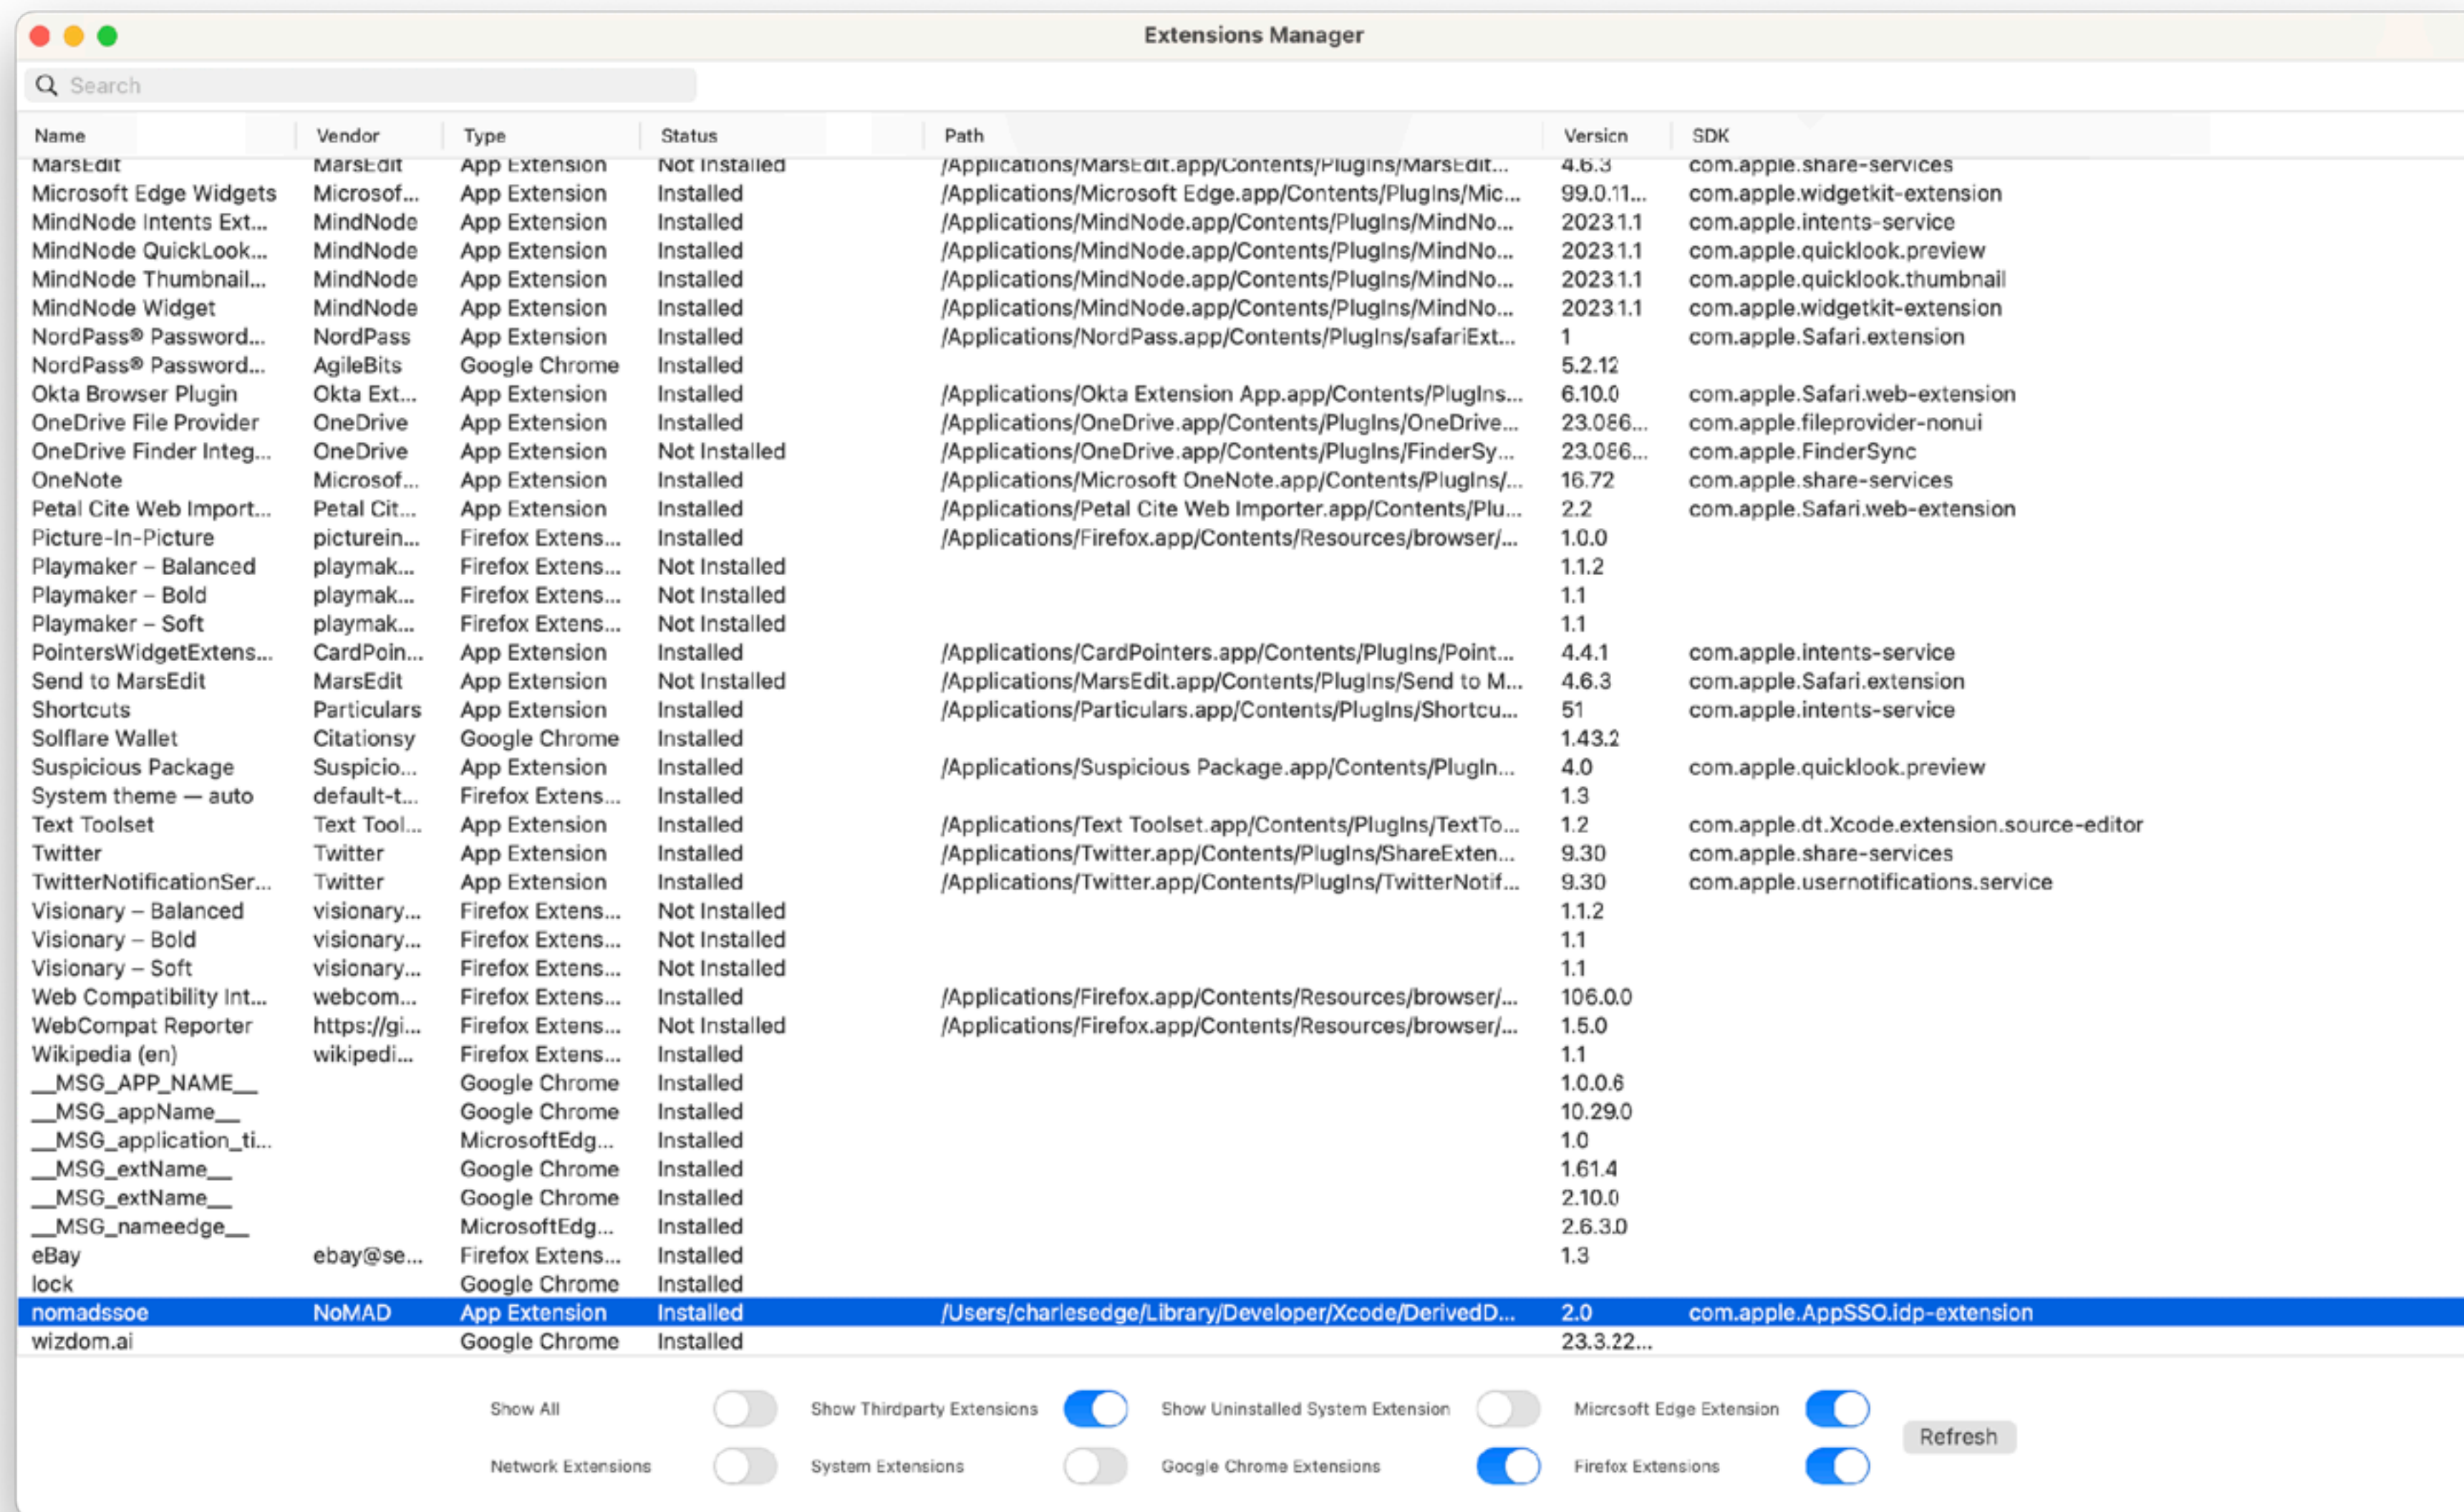 Extensions Manager
Search
Name Vendor Type Status Path Version SDK
MarsEdit MarsEdit App Extension Not Installed /Applications/MarsEdit.app/Contents/PlugIns/MarsEdit... 4.6.3 com.apple.share-services
Microsoft Edge Widgets Microsof... App Extension Installed /Applications/Microsoft Edge.app/Contents/PlugIns/Mic... 99.0.11... com.apple.widgetkit-extension
MindNode Intents Ext... MindNode App Extension Installed /Applications/MindNode.app/Contents/PlugIns/MindNo... 2023.1.1 com.apple.intents-service
MindNode QuickLook... MindNode App Extension Installed /Applications/MindNode.app/Contents/PlugIns/MindNo... 2023.1.1 com.apple.quicklook.preview
MindNode Thumbnail... MindNode App Extension Installed /Applications/MindNode.app/Contents/PlugIns/MindNo... 2023.1.1 com.apple.quicklook.thumbnail
MindNode Widget MindNode App Extension Installed /Applications/MindNode.app/Contents/PlugIns/MindNo... 2023.1.1 com.apple.widgetkit-extension
NordPass® Password... NordPass App Extension Installed /Applications/NordPass.app/Contents/PlugIns/safariExt... 1 com.apple.Safari.extension
NordPass® Password... AgileBits Google Chrome Installed 5.2.12
Okta Browser Plugin Okta Ext... App Extension Installed /Applications/Okta Extension App.app/Contents/PlugIns... 6.10.0 com.apple.Safari.web-extension
OneDrive File Provider OneDrive App Extension Installed /Applications/OneDrive.app/Contents/PlugIns/OneDrive... 23.086... com.apple.fileprovider-nonui
OneDrive Finder Integ... OneDrive App Extension Not Installed /Applications/OneDrive.app/Contents/PlugIns/FinderSy... 23.086... com.apple.FinderSync
OneNote Microsof... App Extension Installed /Applications/Microsoft OneNote.app/Contents/PlugIns/... 16.72 com.apple.share-services
Petal Cite Web Import... Petal Cit... App Extension Installed /Applications/Petal Cite Web Importer.app/Contents/Plu... 2.2 com.apple.Safari.web-extension
Picture-In-Picture picturein... Firefox Extens... Installed /Applications/Firefox.app/Contents/Resources/browser/... 1.0.0
Playmaker – Balanced playmak... Firefox Extens... Not Installed 1.1.2
Playmaker – Bold playmak... Firefox Extens... Not Installed 1.1
Playmaker – Soft playmak... Firefox Extens... Not Installed 1.1
PointersWidgetExtens... CardPoin... App Extension Installed /Applications/CardPointers.app/Contents/PlugIns/Point... 4.4.1 com.apple.intents-service
Send to MarsEdit MarsEdit App Extension Not Installed /Applications/MarsEdit.app/Contents/PlugIns/Send to M... 4.6.3 com.apple.Safari.extension
Shortcuts Particulars App Extension Installed /Applications/Particulars.app/Contents/PlugIns/Shortcu... 51 com.apple.intents-service
Solflare Wallet Citationsy Google Chrome Installed 1.43.2
Suspicious Package Suspicio... App Extension Installed /Applications/Suspicious Package.app/Contents/PlugIn... 4.0 com.apple.quicklook.preview
System theme — auto default-t... Firefox Extens... Installed 1.3
Text Toolset Text Tool... App Extension Installed /Applications/Text Toolset.app/Contents/PlugIns/TextTo... 1.2 com.apple.dt.Xcode.extension.source-editor
Twitter Twitter App Extension Installed /Applications/Twitter.app/Contents/PlugIns/ShareExten... 9.30 com.apple.share-services
TwitterNotificationSer... Twitter App Extension Installed /Applications/Twitter.app/Contents/PlugIns/TwitterNotif... 9.30 com.apple.usernotifications.service
Visionary – Balanced visionary... Firefox Extens... Not Installed 1.1.2
Visionary – Bold visionary... Firefox Extens... Not Installed 1.1
Visionary – Soft visionary... Firefox Extens... Not Installed 1.1
Web Compatibility Int... webcom... Firefox Extens... Installed /Applications/Firefox.app/Contents/Resources/browser/... 106.0.0
WebCompat Reporter https://gi... Firefox Extens... Not Installed /Applications/Firefox.app/Contents/Resources/browser/... 1.5.0
Wikipedia (en) wikipedi... Firefox Extens... Installed 1.1
__MSG_APP_NAME__ Google Chrome Installed 1.0.0.6
__MSG_appName__ Google Chrome Installed 10.29.0
__MSG_application_ti... MicrosoftEdg... Installed 1.0
__MSG_extName__ Google Chrome Installed 1.61.4
__MSG_extName__ Google Chrome Installed 2.10.0
__MSG_nameedge__ MicrosoftEdg... Installed 2.6.3.0
eBay ebay@se... Firefox Extens... Installed 1.3
lock Google Chrome Installed
nomadssoe NoMAD App Extension Installed /Users/charlesedge/Library/Developer/Xcode/DerivedD... 2.0 com.apple.AppSSO.idp-extension
wizdom.ai Google Chrome Installed 23.3.22...
Show All Show Thirdparty Extensions Show Uninstalled System Extension Microsoft Edge Extension
Refresh
Network Extensions System Extensions Google Chrome Extensions Firefox Extensions